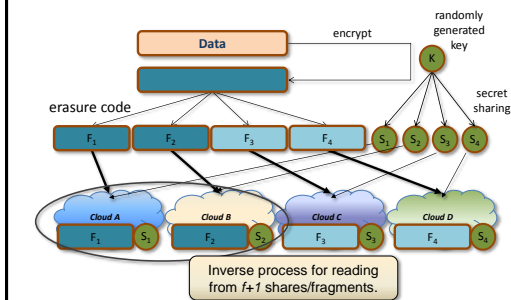 randomly
generated
key
Data
encrypt
K
erasure code
secret
sharing
F1 F2 F3 F4 S1 S2 S3 S4
Cloud A Cloud B Cloud C Cloud D
F1 S1 F2 S2 F3 S3 F4 S4
Inverse process for reading
from f+1 shares/fragments.